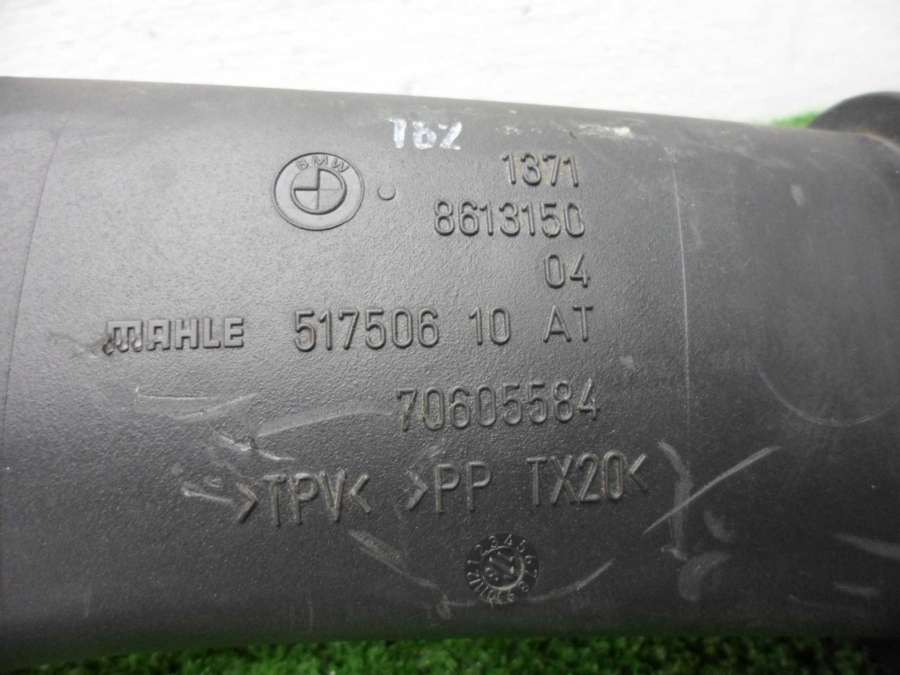 TBZ
BMW
1371
8613150
04
MAHLE 517506 10 AT
70605584
>TPV< >PP TX20<